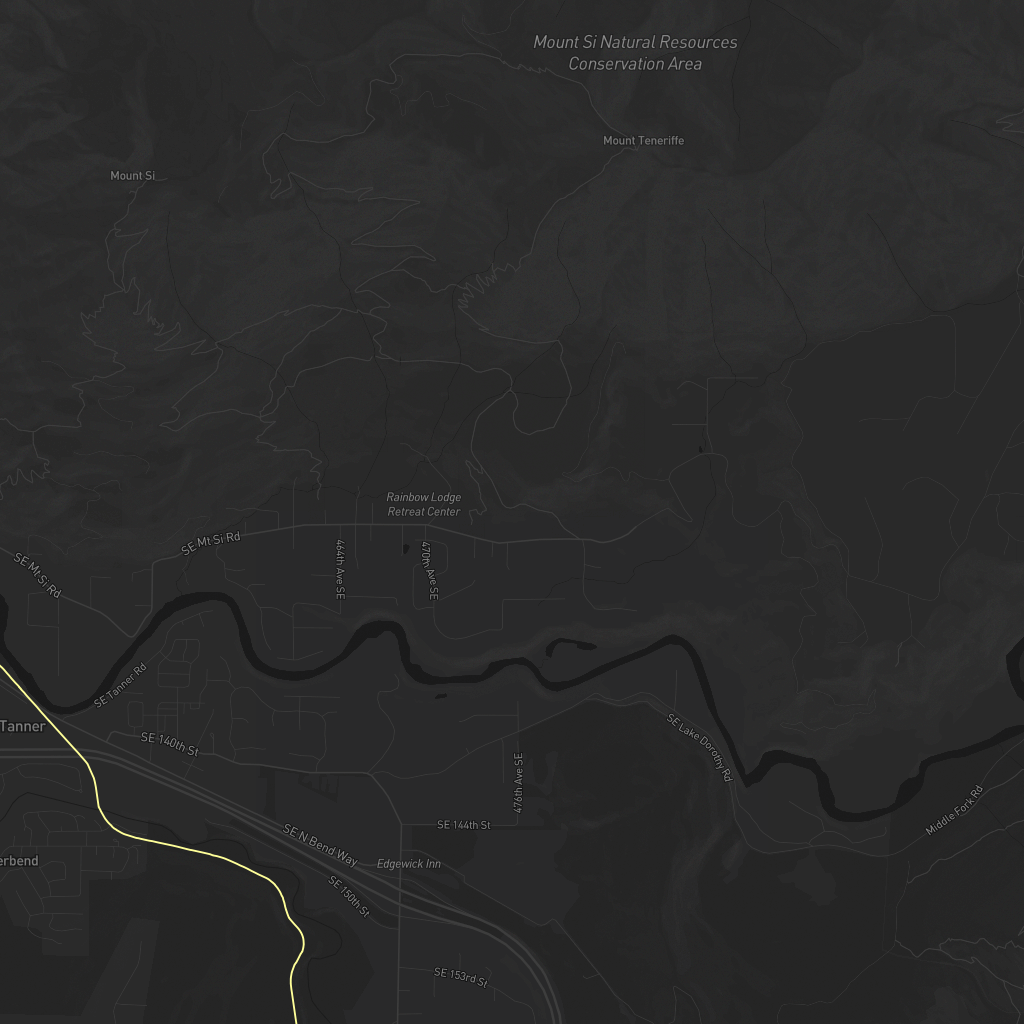 Mount Si Natural Resources
Conservation Area
Mount Teneriffe
Mount Si
Rainbow Lodge
Retreat Center
SE Mt Si Rd
SE Mt Si Rd
464th Ave SE
470th Ave SE
SE Tanner Rd
Tanner
SE 140th St
SE Lake Dorothy Rd
476th Ave SE
Middle Fork Rd
SE 144th St
SE N Bend Way
Edgewick Inn
erbend
SE 150th St
SE 153rd St